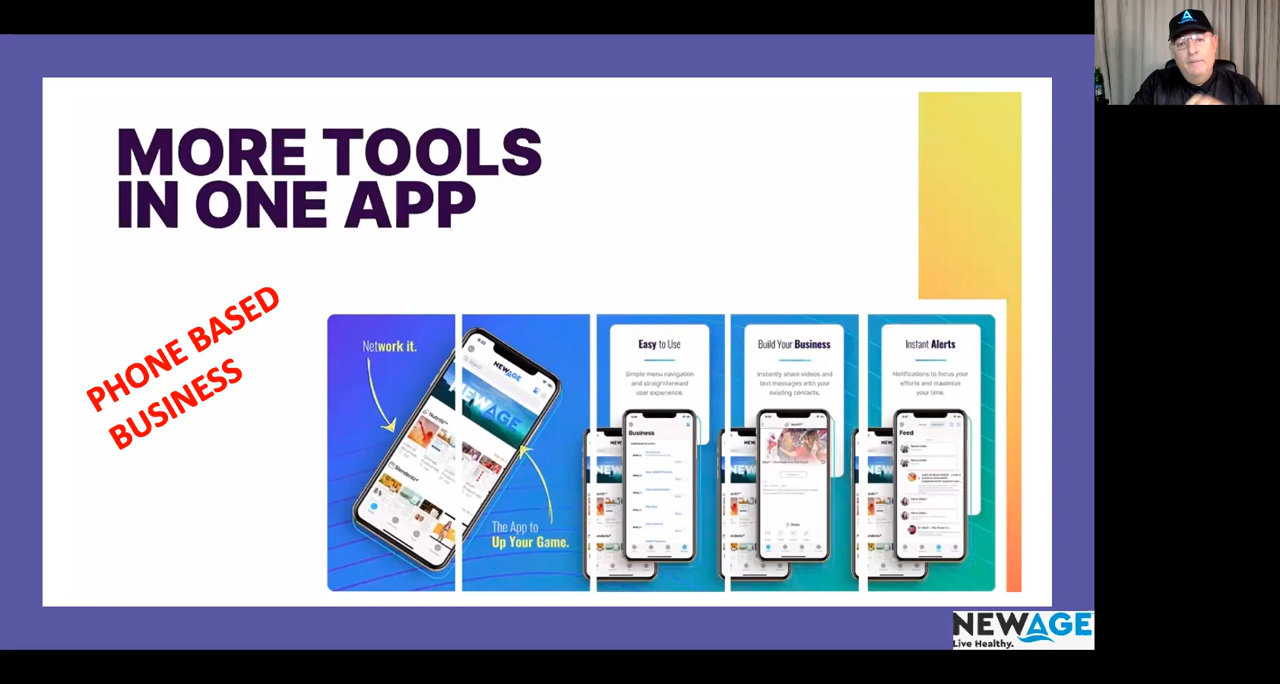 MORE TOOLS
IN ONE APP
PHONE BASED
BUSINESS
Network it.
NEWAGE
NEWAGE
The App to
Up Your Game.
Easy to Use
Simple menu navigation
and straightforward
user experience.
Business
Build Your Business
Instantly share videos and
text messages with your
existing contacts.
Instant Alerts
Notifications to focus your
efforts and maximize
your time.
Feed
NEWAGE
Live Healthy.